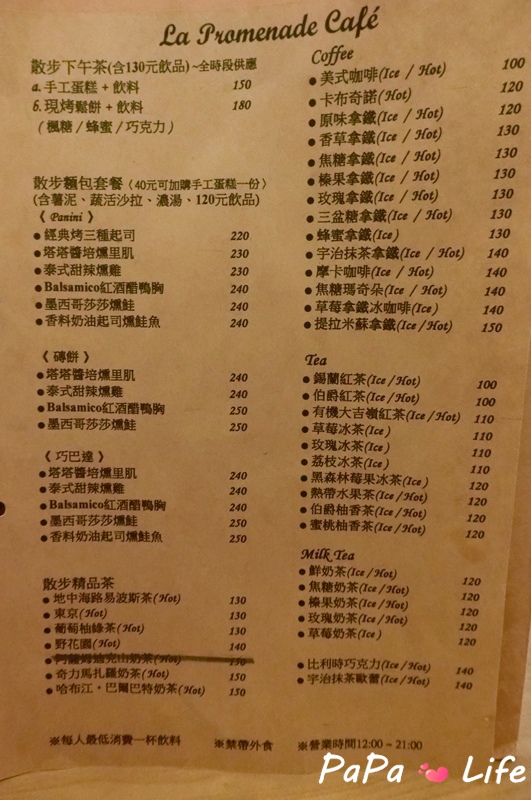 La Promenade Café
散步下午茶(含130元飲品)~全時段供應
a. 手工蛋糕 + 飲料 150
b. 現烤鬆餅 + 飲料 180
(楓糖/蜂蜜/巧克力)
散步麵包套餐〈40元可加購手工蛋糕一份〉
(含薯泥、蔬活沙拉、濃湯、120元飲品)
《 Panini 》
●經典烤三種起司 220
●塔塔醬培燻里肌 230
●泰式甜辣燻雞 230
●Balsamico紅酒醋鴨胸 240
●墨西哥莎莎燻鮭 240
●香料奶油起司燻鮭魚 240
《 磚餅 》
●塔塔醬培燻里肌 240
●泰式甜辣燻雞 240
●Balsamico紅酒醋鴨胸 250
●墨西哥莎莎燻鮭 250
《 巧巴達 》
●塔塔醬培燻里肌 240
●泰式甜辣燻雞 240
●Balsamico紅酒醋鴨胸 240
●墨西哥莎莎燻鮭 250
●香料奶油起司燻鮭魚 250
散步精品茶
●地中海路易波斯茶(Hot) 130
●東京(Hot) 130
●葡萄柚綠茶(Hot) 130
●野花園(Hot) 140
●阿薩姆迪克山奶茶(Hot) 150
●奇力馬扎羅奶茶(Hot) 150
●哈布江·巴爾巴特奶茶(Hot) 150
※每人最低消費一杯飲料
※禁帶外食
Coffee
●美式咖啡(Ice / Hot) 100
●卡布奇諾(Hot) 120
●原味拿鐵(Ice / Hot) 120
●香草拿鐵(Ice / Hot) 130
●焦糖拿鐵(Ice / Hot) 130
●榛果拿鐵(Ice / Hot) 130
●玫瑰拿鐵(Ice / Hot) 130
●三盆糖拿鐵(Ice / Hot) 130
●蜂蜜拿鐵(Ice) 130
●宇治抹茶拿鐵(Ice / Hot) 140
●摩卡咖啡(Ice / Hot) 140
●焦糖瑪奇朵(Ice / Hot) 140
●草莓拿鐵冰咖啡(Ice) 140
●提拉米蘇拿鐵(Ice / Hot) 150
Tea
●錫蘭紅茶(Ice / Hot) 100
●伯爵紅茶(Ice / Hot) 100
●有機大吉嶺紅茶(Ice / Hot) 110
●草莓冰茶(Ice) 110
●玫瑰冰茶(Ice) 110
●荔枝冰茶(Ice) 110
●黑森林莓果冰茶(Ice) 120
●熱帶水果茶(Ice / Hot) 120
●伯爵柚香茶(Ice / Hot) 120
●蜜桃柚香茶(Ice / Hot) 120
Milk Tea
●鮮奶茶(Ice / Hot) 120
●焦糖奶茶(Ice / Hot) 120
●榛果奶茶(Ice / Hot) 120
●玫瑰奶茶(Ice / Hot) 120
●草莓奶茶(Ice) 120
●比利時巧克力(Ice / Hot) 140
●宇治抹茶歐蕾(Ice / Hot) 140
※營業時間12:00 ~ 21:00
PaPa Life